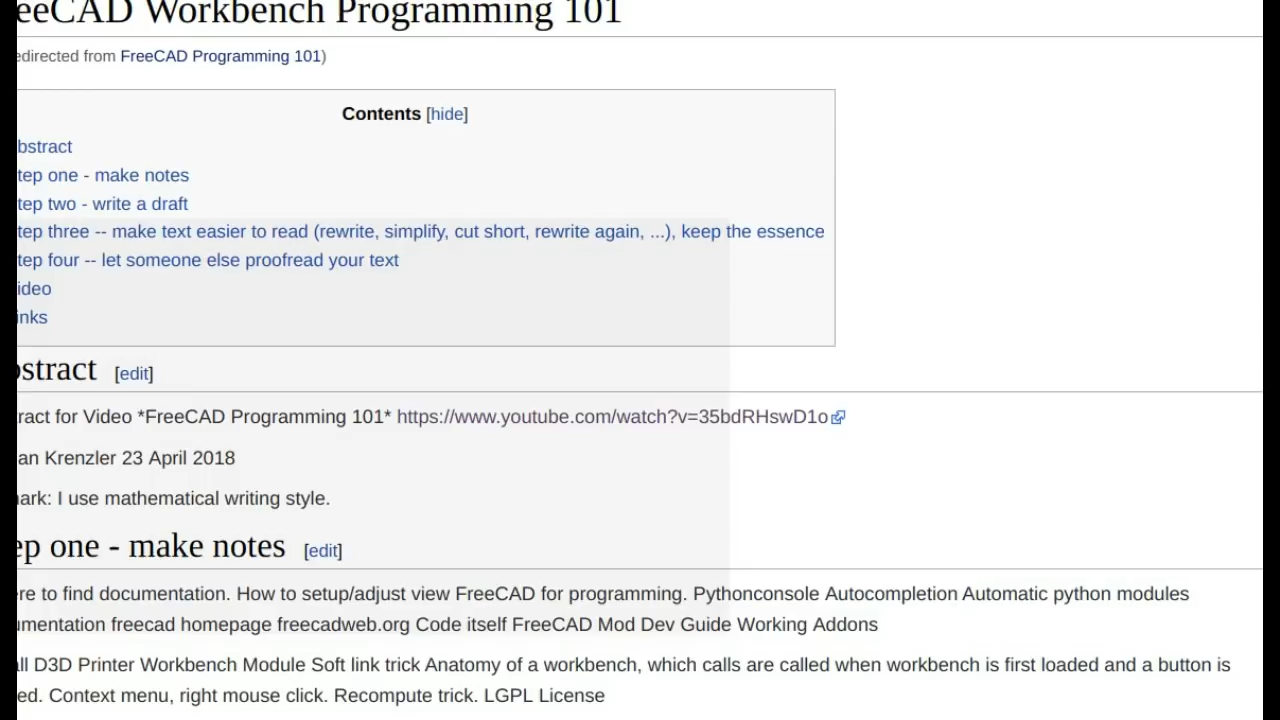 eeCAD Workbench Programming 101
edirected from FreeCAD Programming 101)
Contents [hide]
bstract
tep one - make notes
tep two - write a draft
tep three -- make text easier to read (rewrite, simplify, cut short, rewrite again, ...), keep the essence
tep four -- let someone else proofread your text
ideo
inks
bstract [edit]
ract for Video *FreeCAD Programming 101* https://www.youtube.com/watch?v=35bdRHswD1o
an Krenzler 23 April 2018
ark: I use mathematical writing style.
ep one - make notes [edit]
ere to find documentation. How to setup/adjust view FreeCAD for programming. Pythonconsole Autocompletion Automatic python modules
umentation freecad homepage freecadweb.org Code itself FreeCAD Mod Dev Guide Working Addons
all D3D Printer Workbench Module Soft link trick Anatomy of a workbench, which calls are called when workbench is first loaded and a button is
ed. Context menu, right mouse click. Recompute trick. LGPL License